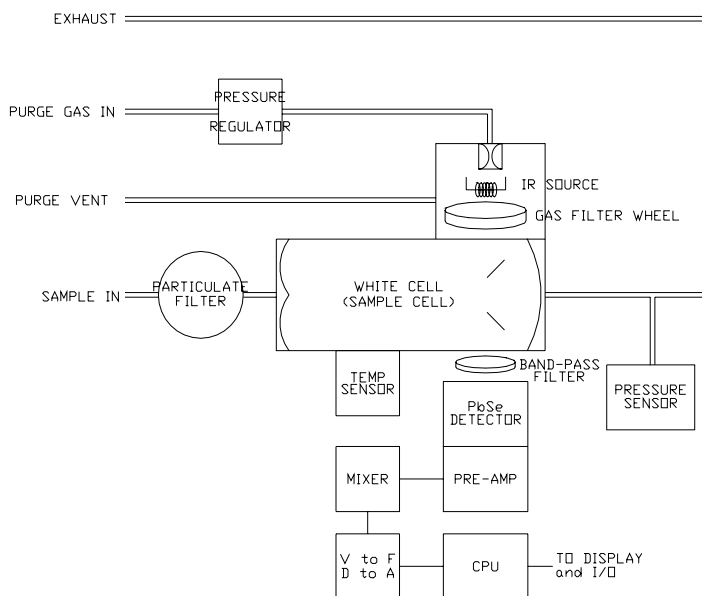 EXHAUST
PURGE GAS IN
PRESSURE
REGULATOR
PURGE VENT
IR SOURCE
GAS FILTER WHEEL
SAMPLE IN
PARTICULATE
FILTER
WHITE CELL
(SAMPLE CELL)
TEMP
SENSOR
BAND-PASS
FILTER
PRESSURE
SENSOR
PbSe
DETECTOR
MIXER
PRE-AMP
V to F
D to A
CPU
TO DISPLAY
and I/O